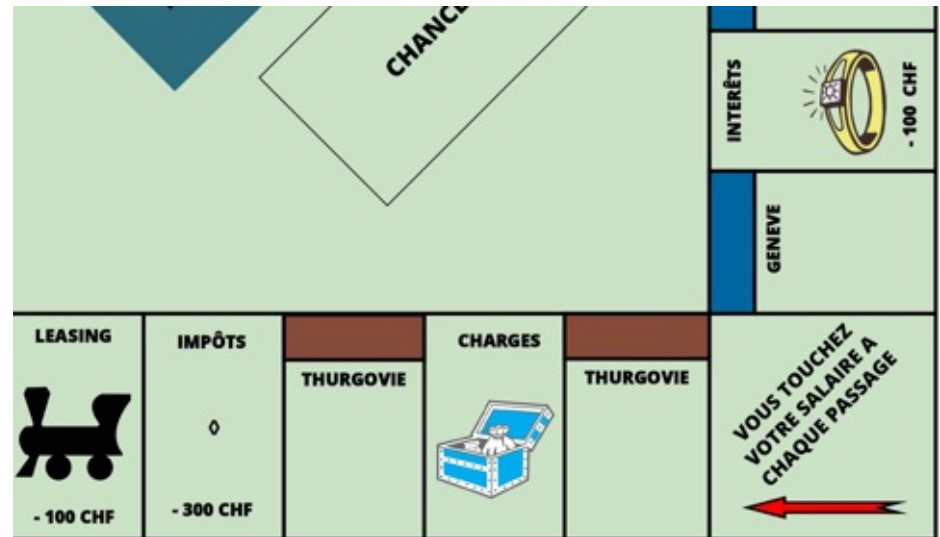 CHANCE
INTERÊTS
- 100 CHF
GENEVE
LEASING
- 100 CHF
IMPÔTS
- 300 CHF
THURGOVIE
CHARGES
THURGOVIE
VOUS TOUCHEZ
VOTRE SALAIRE A
CHAQUE PASSAGE